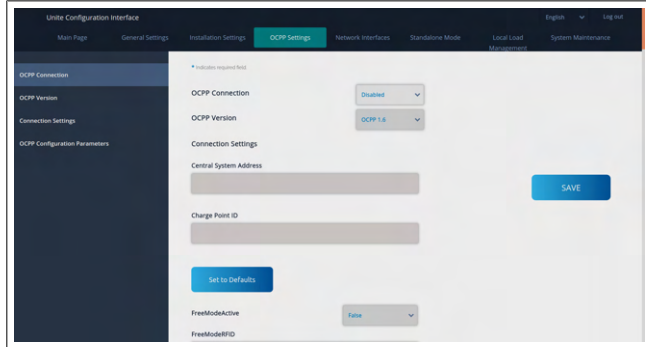 Unite Configuration Interface
English
Log out
Main Page
General Settings
Installation Settings
OCPP Settings
Network Interfaces
Standalone Mode
Local Load
Management
System Maintenance
* indicates required field
OCPP Connection
OCPP Version
Connection Settings
OCPP Configuration Parameters
OCPP Connection
Disabled
OCPP Version
OCPP 1.6
Connection Settings
Central System Address
SAVE
Charge Point ID
Set to Defaults
FreeModeActive
False
FreeModeRFID